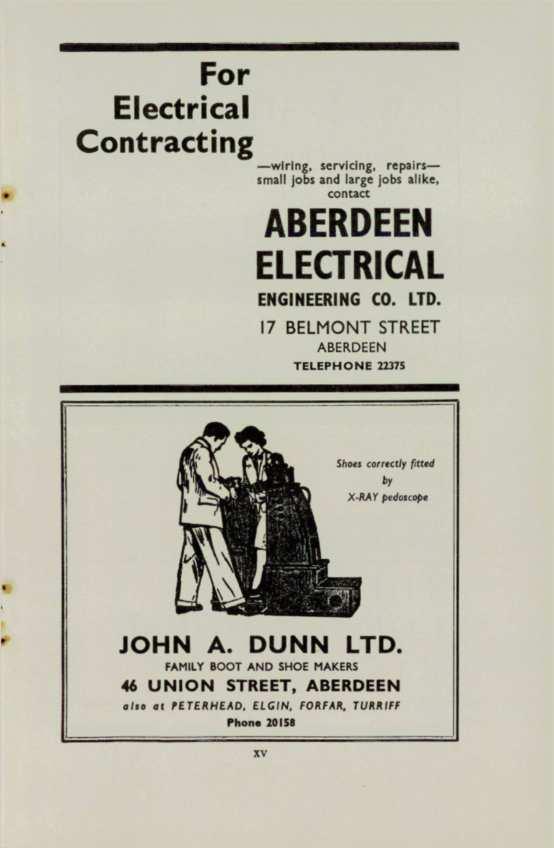 For
Electrical
Contracting
—wiring, servicing, repairs—
small jobs and large jobs alike,
contact
ABERDEEN
ELECTRICAL
ENGINEERING CO. LTD.
17 BELMONT STREET
ABERDEEN
TELEPHONE 22375
Shoes correctly fitted
by
X-RAY pedoscope
JOHN A. DUNN LTD.
FAMILY BOOT AND SHOE MAKERS
46 UNION STREET, ABERDEEN
also at PETERHEAD, ELGIN, FORFAR, TURRIFF
Phone 20158
XV